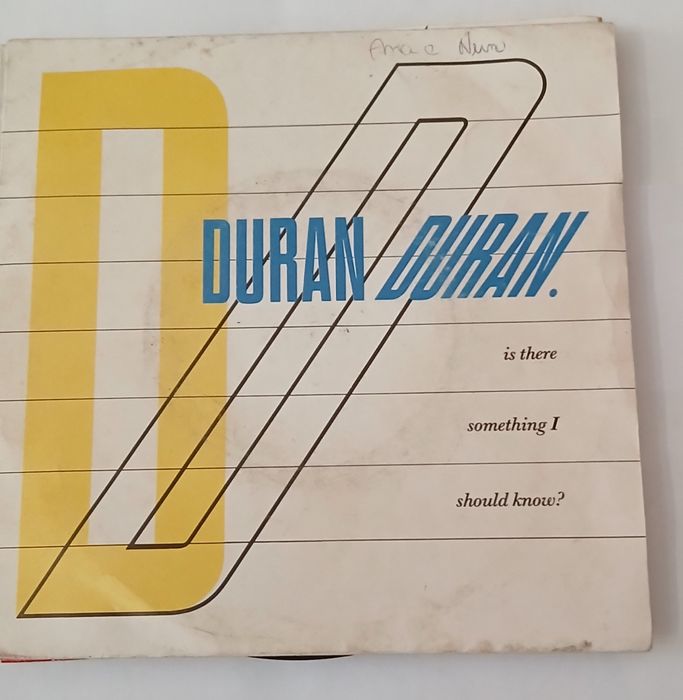 DURAN DURAN.
is there
something I
should know?